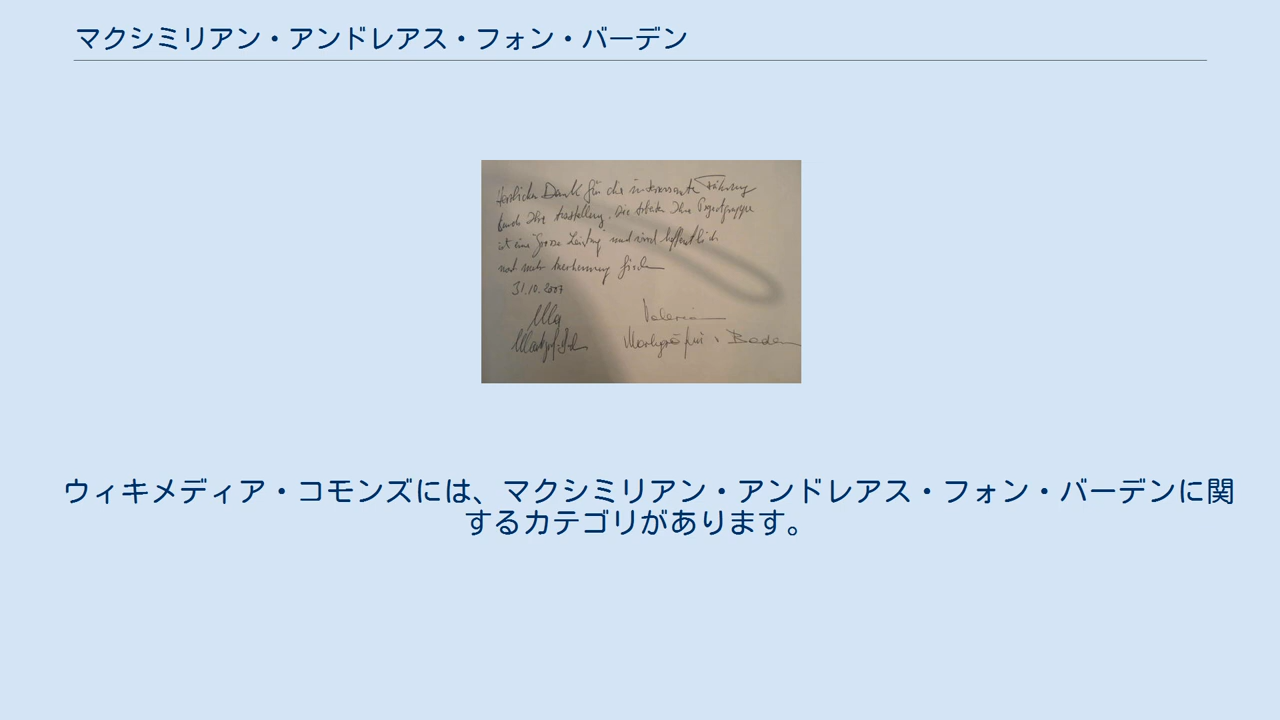 マクシミリアン・アンドレアス・フォン・バーデン
Herzlichen Dank für die interessante Führung
durch Ihre Ausstellung. Die Arbeit Ihrer Projektgruppe
ist eine "Grosse Leistung" und wird hoffentlich
noch mehr Anerkennung finden
31.10.2007
Valerie
Markgräfin v. Baden
ウィキメディア・コモンズには、マクシミリアン・アンドレアス・フォン・バーデンに関
するカテゴリがあります。